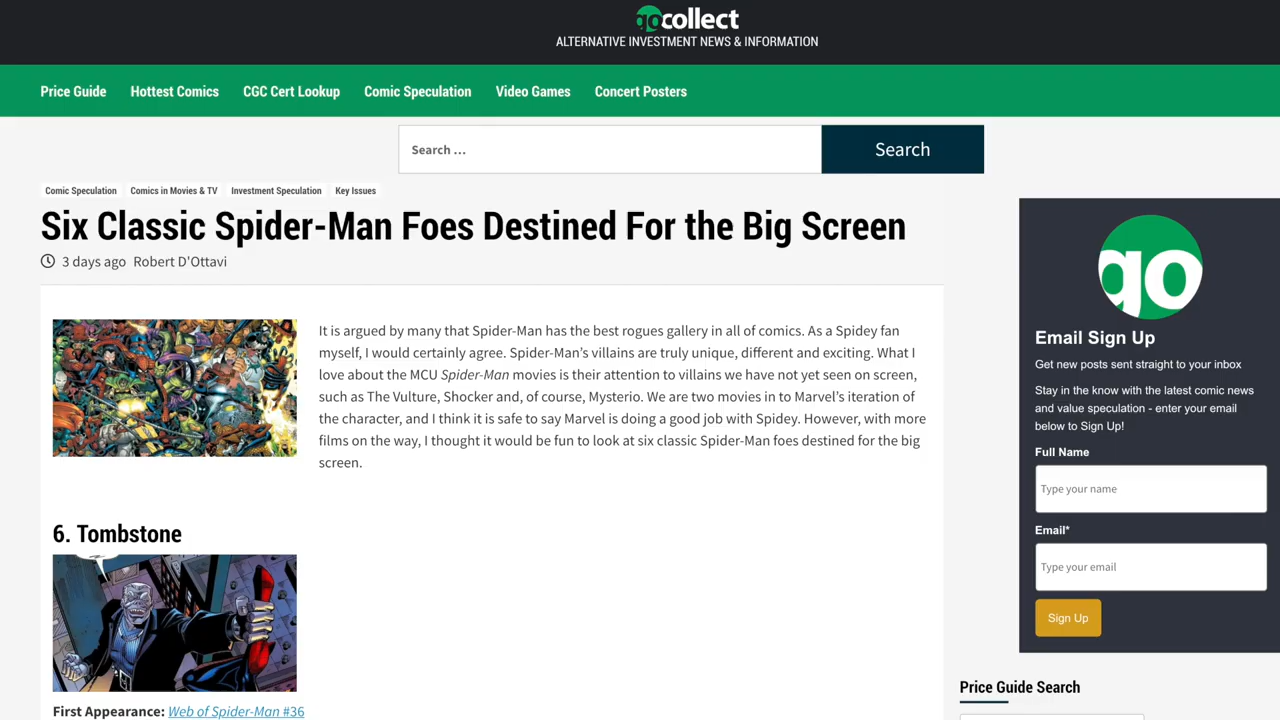 gocollect
ALTERNATIVE INVESTMENT NEWS & INFORMATION
Price Guide Hottest Comics CGC Cert Lookup Comic Speculation Video Games Concert Posters
Search ... Search
Comic Speculation Comics in Movies & TV Investment Speculation Key Issues
Six Classic Spider-Man Foes Destined For the Big Screen
3 days ago Robert D'Ottavi
It is argued by many that Spider-Man has the best rogues gallery in all of comics. As a Spidey fan
myself, I would certainly agree. Spider-Man’s villains are truly unique, different and exciting. What I
love about the MCU Spider-Man movies is their attention to villains we have not yet seen on screen,
such as The Vulture, Shocker and, of course, Mysterio. We are two movies in to Marvel’s iteration of
the character, and I think it is safe to say Marvel is doing a good job with Spidey. However, with more
films on the way, I thought it would be fun to look at six classic Spider-Man foes destined for the big
screen.
6. Tombstone
First Appearance: Web of Spider-Man #36
go
Email Sign Up
Get new posts sent straight to your inbox
Stay in the know with the latest comic news
and value speculation - enter your email
below to Sign Up!
Full Name
Type your name
Email*
Type your email
Sign Up
Price Guide Search